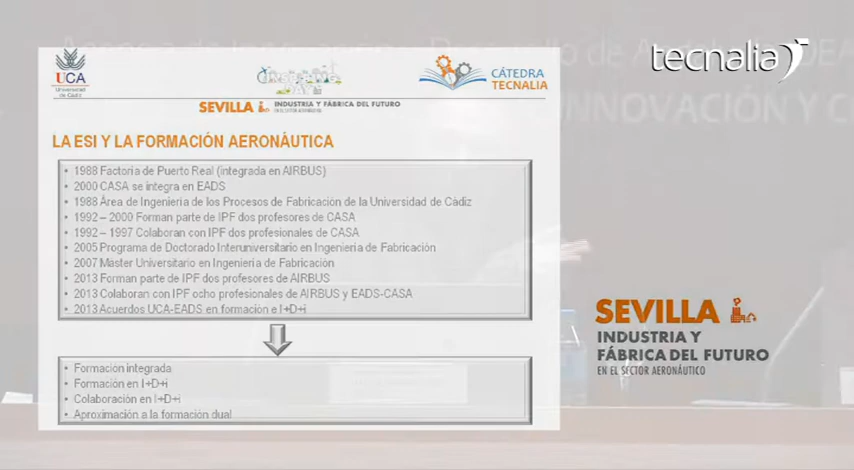 tecnalia
UCA
Universidad
de Cádiz
CÁTEDRA
TECNALIA
SEVILLA INDUSTRIA Y FÁBRICA DEL FUTURO
EN EL SECTOR AERONÁUTICO
LA ESI Y LA FORMACIÓN AERONÁUTICA
• 1988 Factoría de Puerto Real (integrada en AIRBUS)
• 2000 CASA se integra en EADS
• 1988 Área de Ingeniería de los Procesos de Fabricación de la Universidad de Cádiz
• 1992 – 2000 Forman parte de IPF dos profesores de CASA
• 1992 – 1997 Colaboran con IPF dos profesionales de CASA
• 2005 Programa de Doctorado Interuniversitario en Ingeniería de Fabricación
• 2007 Máster Universitario en Ingeniería de Fabricación
• 2013 Forman parte de IPF dos profesores de AIRBUS
• 2013 Colaboran con IPF ocho profesionales de AIRBUS y EADS-CASA
• 2013 Acuerdos UCA-EADS en formación e I+D+i
• Formación integrada
• Formación en I+D+i
• Colaboración en I+D+i
• Aproximación a la formación dual
INNOVACIÓN Y
SEVILLA
INDUSTRIA Y
FÁBRICA DEL FUTURO
EN EL SECTOR AERONÁUTICO